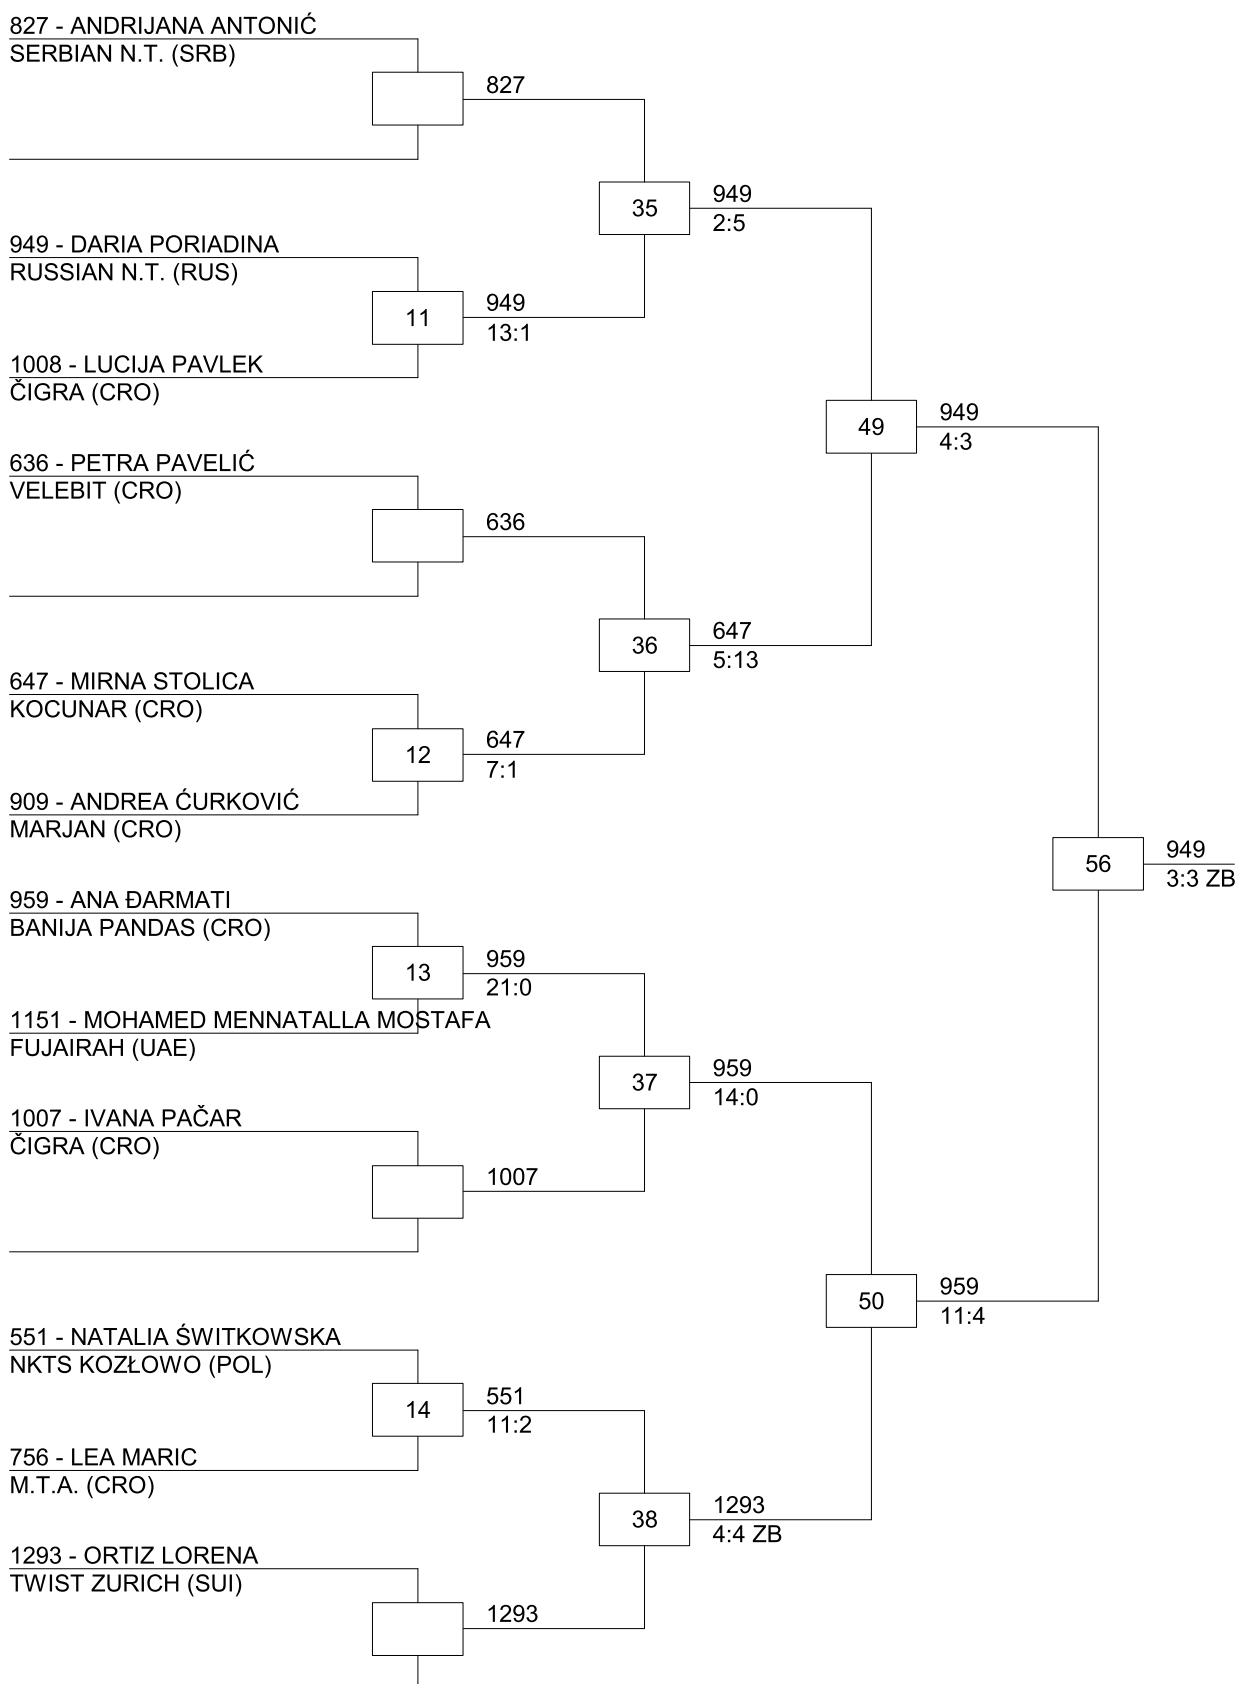 827 - ANDRIJANA ANTONIĆ
SERBIAN N.T. (SRB)
827
35
949
2:5
949 - DARIA PORIADINA
RUSSIAN N.T. (RUS)
11
949
13:1
1008 - LUCIJA PAVLEK
ČIGRA (CRO)
49
949
4:3
636 - PETRA PAVELIĆ
VELEBIT (CRO)
636
36
647
5:13
647 - MIRNA STOLICA
KOCUNAR (CRO)
12
647
7:1
909 - ANDREA ĆURKOVIĆ
MARJAN (CRO)
56
949
3:3 ZB
959 - ANA ĐARMATI
BANIJA PANDAS (CRO)
13
959
21:0
1151 - MOHAMED MENNATALLA MOSTAFA
FUJAIRAH (UAE)
37
959
14:0
1007 - IVANA PAČAR
ČIGRA (CRO)
1007
50
959
11:4
551 - NATALIA ŚWITKOWSKA
NKTS KOZŁOWO (POL)
14
551
11:2
756 - LEA MARIC
M.T.A. (CRO)
38
1293
4:4 ZB
1293 - ORTIZ LORENA
TWIST ZURICH (SUI)
1293